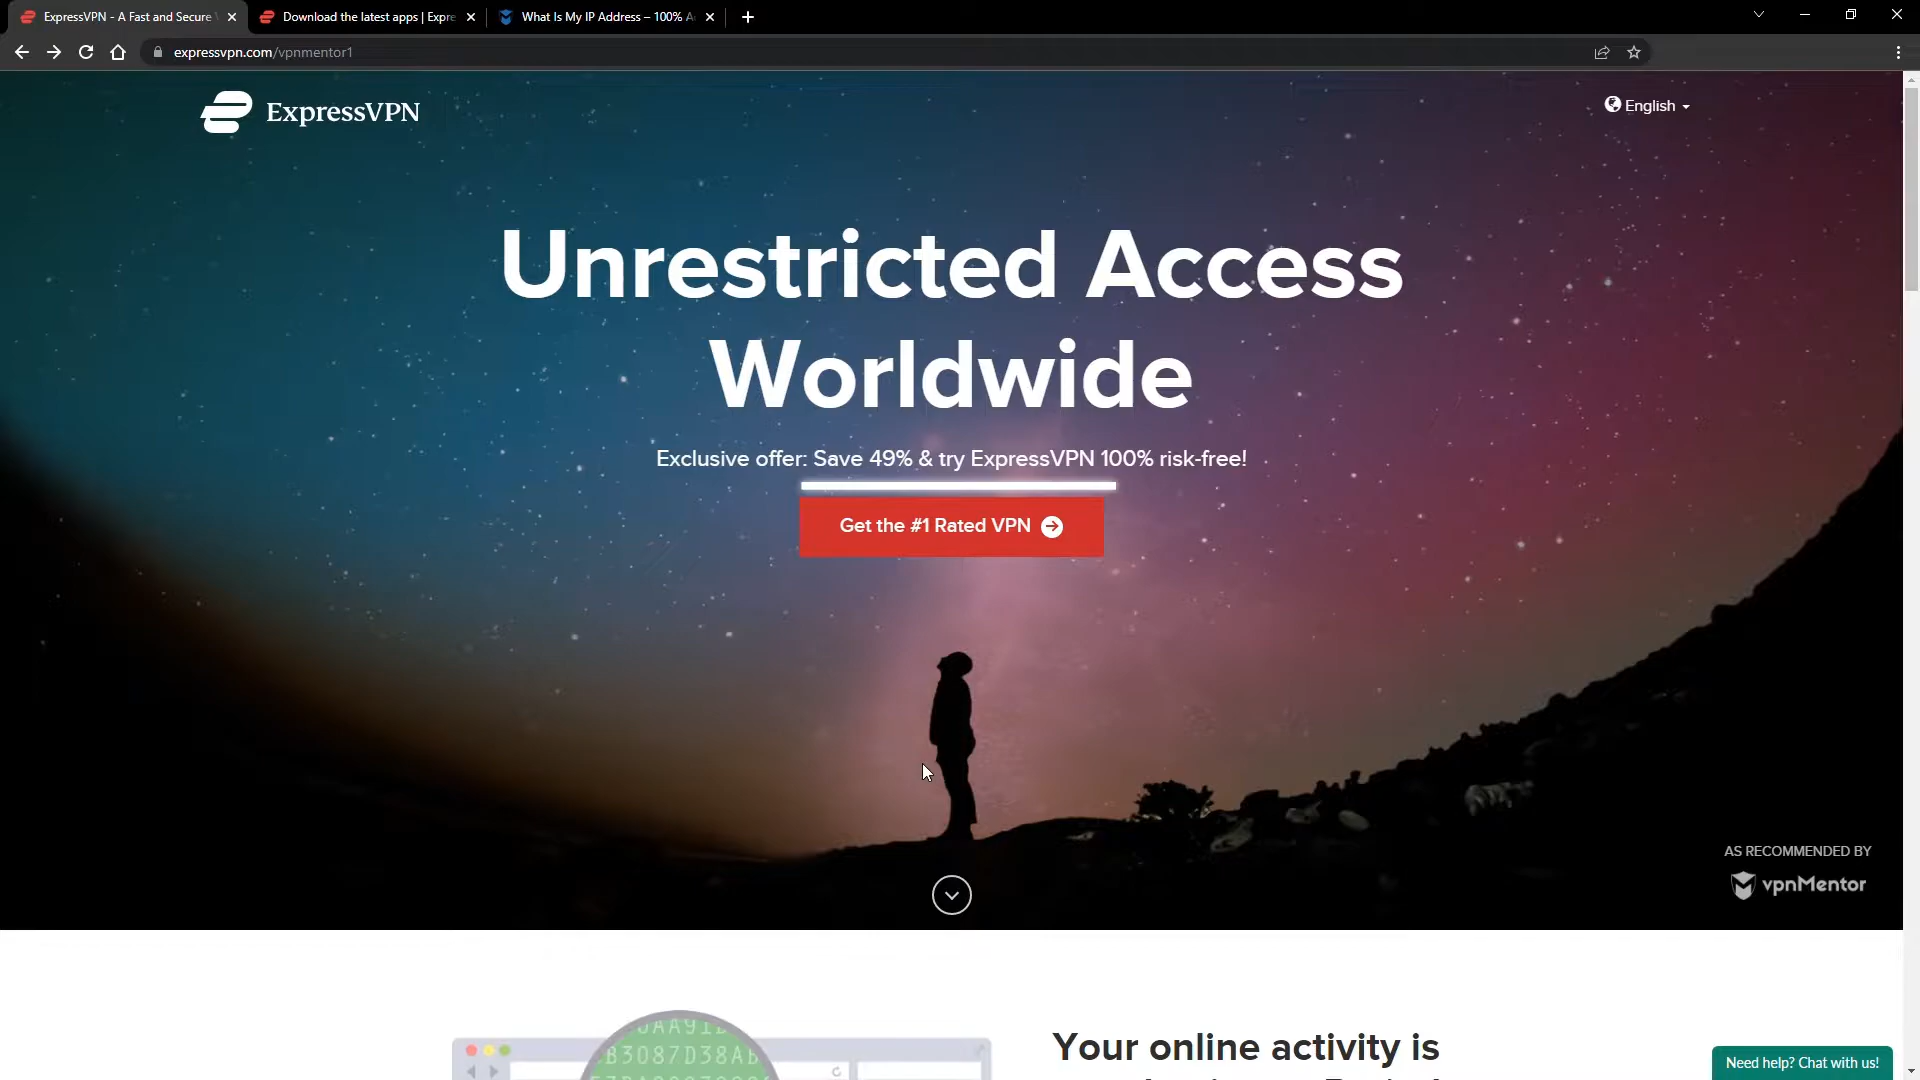 ExpressVPN - A Fast and Secure
Download the latest apps | Expre
What Is My IP Address – 100% A
expressvpn.com/vpnmentor1
ExpressVPN
English
Unrestricted Access
Worldwide
Exclusive offer: Save 49% & try ExpressVPN 100% risk-free!
Get the #1 Rated VPN
AS RECOMMENDED BY
vpnMentor
B3087D38AB
Your online activity is
Need help? Chat with us!